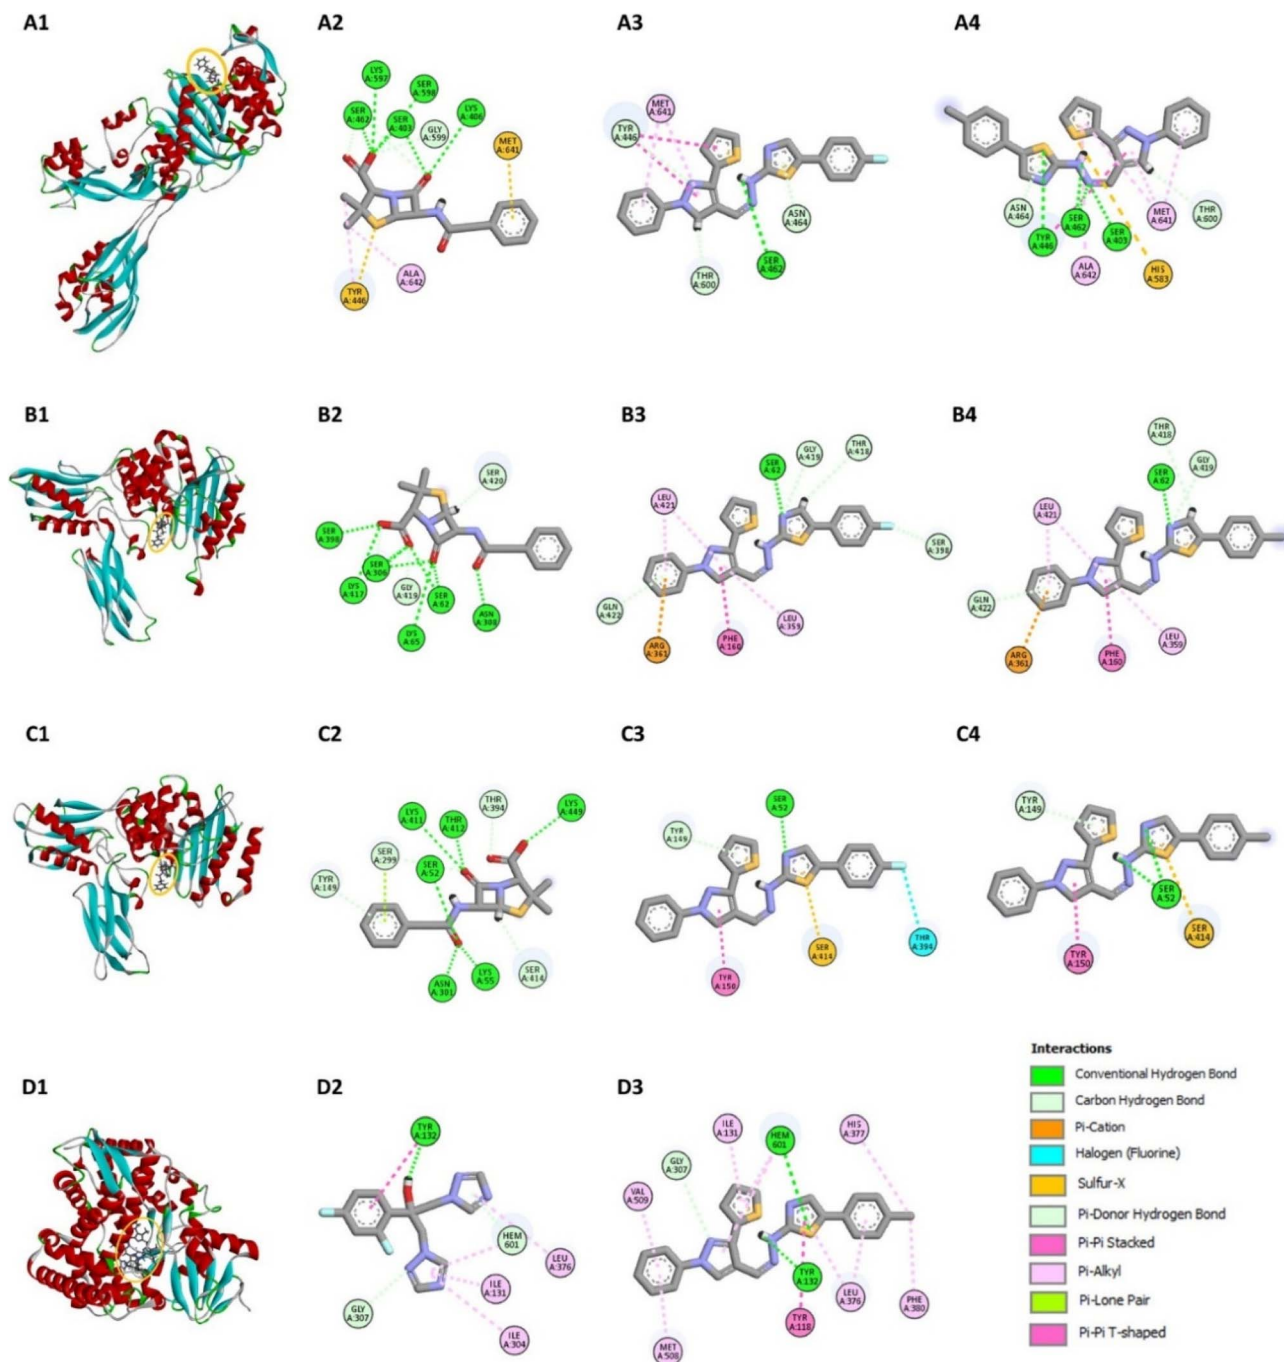 A1
A2
A3
A4
LYS
A:597
SER
A:598
SER
A:462
SER
A:403
LYS
A:406
GLY
A:599
MET
A:641
TYR
A:446
ALA
A:642
MET
A:641
TYR
A:446
ASN
A:464
SER
A:462
THR
A:600
ASN
A:464
TYR
A:446
SER
A:462
SER
A:403
MET
A:641
THR
A:600
ALA
A:642
HIS
A:583
B1
B2
B3
B4
SER
A:420
SER
A:398
SER
A:306
LYS
A:417
GLY
A:419
SER
A:62
LYS
A:65
ASN
A:308
SER
A:62
GLY
A:419
THR
A:418
LEU
A:421
SER
A:398
GLN
A:422
ARG
A:361
PHE
A:160
LEU
A:359
THR
A:418
GLY
A:419
SER
A:62
LEU
A:421
GLN
A:422
ARG
A:361
PHE
A:160
LEU
A:359
C1
C2
C3
C4
LYS
A:411
THR
A:412
THR
A:394
LYS
A:449
SER
A:299
SER
A:52
TYR
A:149
ASN
A:301
LYS
A:55
SER
A:414
SER
A:52
TYR
A:149
TYR
A:150
SER
A:414
THR
A:394
TYR
A:149
SER
A:52
TYR
A:150
SER
A:414
D1
D2
D3
TYR
A:132
HEM
601
LEU
A:376
ILE
A:131
GLY
A:307
ILE
A:304
ILE
A:131
HEM
601
HIS
A:377
GLY
A:307
VAL
A:509
TYR
A:132
TYR
A:118
LEU
A:376
PHE
A:380
MET
A:508
Interactions
Conventional Hydrogen Bond
Carbon Hydrogen Bond
Pi-Cation
Halogen (Fluorine)
Sulfur-X
Pi-Donor Hydrogen Bond
Pi-Pi Stacked
Pi-Alkyl
Pi-Lone Pair
Pi-Pi T-shaped